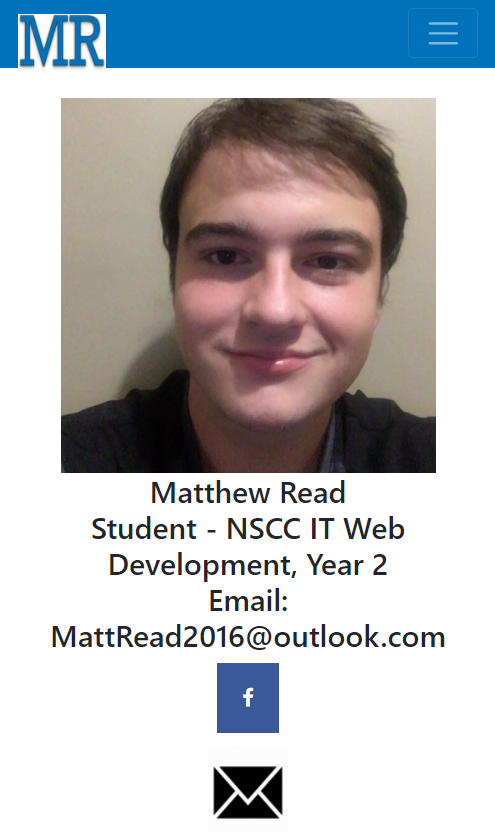 MR
Matthew Read
Student - NSCC IT Web
Development, Year 2
Email:
MattRead2016@outlook.com
f